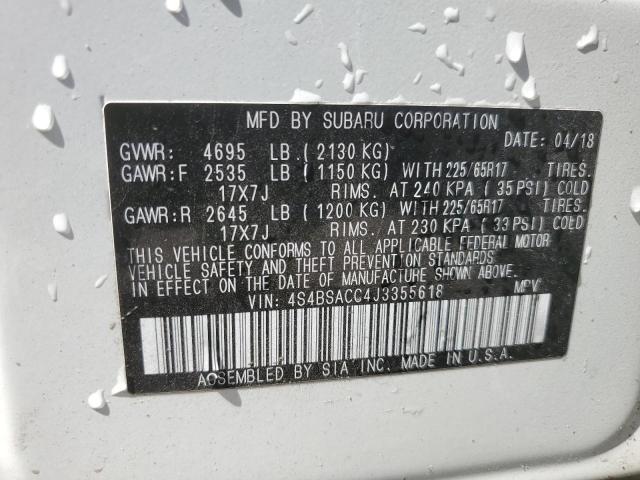 MFD BY SUBARU CORPORATION
DATE: 04/18
GVWR: 4695 LB ( 2130 KG)
GAWR:F 2535 LB ( 1150 KG) WITH 225/65R17 TIRES.
17X7J RIMS. AT 240 KPA ( 35 PSI) COLD
GAWR:R 2645 LB ( 1200 KG) WITH 225/65R17 TIRES.
17X7J RIMS. AT 230 KPA ( 33 PSI) COLD
THIS VEHICLE CONFORMS TO ALL APPLICABLE FEDERAL MOTOR
VEHICLE SAFETY AND THEFT PREVENTION STANDARDS
IN EFFECT ON THE DATE OF MANUFACTURE SHOWN ABOVE.
VIN: 4S4BSACC4J3355618 MPV
ASSEMBLED BY SIA INC. MADE IN U.S.A.